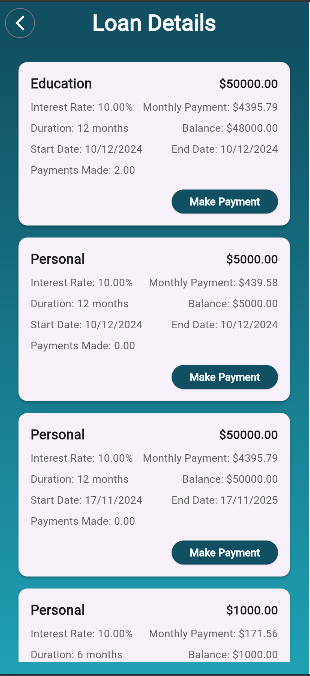 Loan Details
Education $50000.00
Interest Rate: 10.00% Monthly Payment: $4395.79
Duration: 12 months Balance: $48000.00
Start Date: 10/12/2024 End Date: 10/12/2024
Payments Made: 2.00
Make Payment
Personal $5000.00
Interest Rate: 10.00% Monthly Payment: $439.58
Duration: 12 months Balance: $5000.00
Start Date: 10/12/2024 End Date: 10/12/2024
Payments Made: 0.00
Make Payment
Personal $50000.00
Interest Rate: 10.00% Monthly Payment: $4395.79
Duration: 12 months Balance: $50000.00
Start Date: 17/11/2024 End Date: 17/11/2025
Payments Made: 0.00
Make Payment
Personal $1000.00
Interest Rate: 10.00% Monthly Payment: $171.56
Duration: 6 months Balance: $1000.00